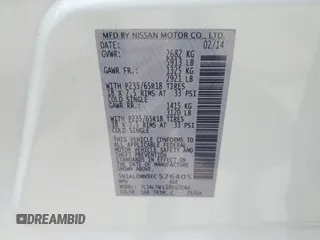 MFD BY NISSAN MOTOR CO., LTD.
DATE: 02/14
GVWR: 2682 KG
5913 LB
GAWR FR: 1325 KG
2921 LB
WITH P235/65R18 TIRES
18 X 7.5 RIMS AT 33 PSI
COLD SINGLE
GAWR RR: 1415 KG
3120 LB
WITH P235/65R18 TIRES
18 X 7.5 RIMS AT 33 PSI
COLD SINGLE
THIS VEHICLE CONFORMS TO ALL
APPLICABLE FEDERAL MOTOR
VEHICLE SAFETY AND THEFT
PREVENTION STANDARDS IN
EFFECT ON THE DATE OF
MANUFACTURE SHOWN ABOVE.
526405
MPV
COLOR TRIM: C